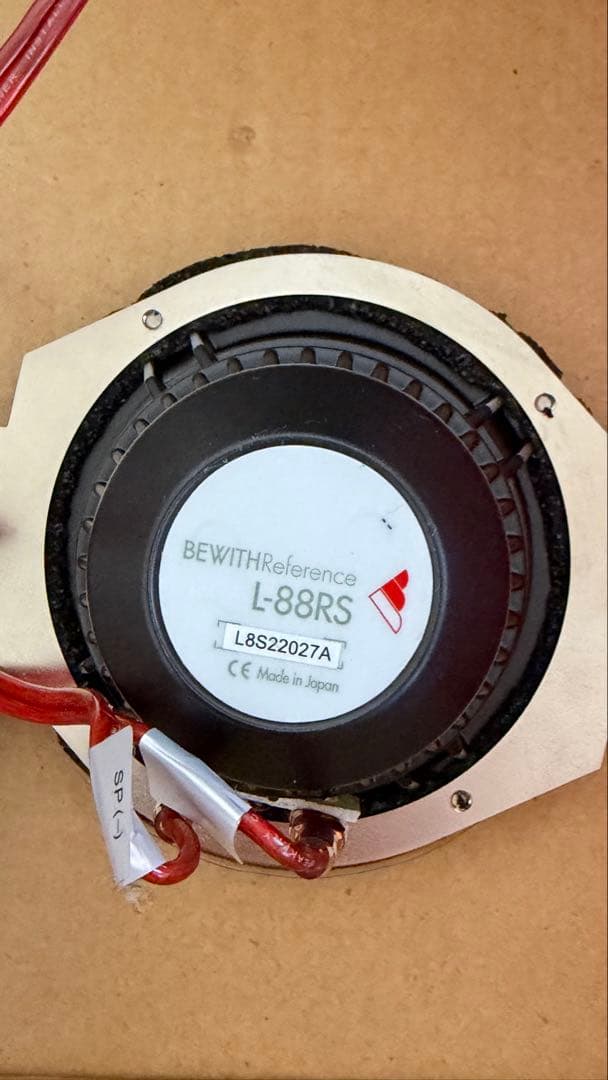 BEWITHReference
L-88RS
L8S22027A
CE Made in Japan
SP(-)